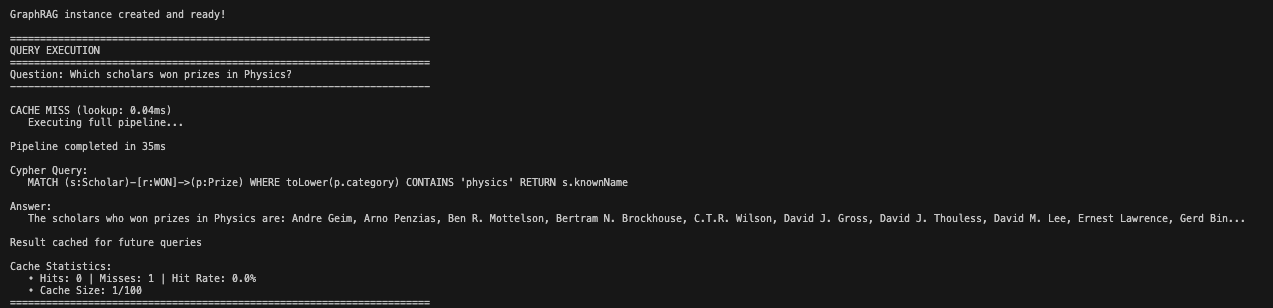 GraphRAG instance created and ready!
======================================================================
QUERY EXECUTION
======================================================================
Question: Which scholars won prizes in Physics?
----------------------------------------------------------------------
CACHE MISS (lookup: 0.04ms)
Executing full pipeline...
Pipeline completed in 35ms
Cypher Query:
MATCH (s:Scholar)-[r:WON]->(p:Prize) WHERE toLower(p.category) CONTAINS 'physics' RETURN s.knownName
Answer:
The scholars who won prizes in Physics are: Andre Geim, Arno Penzias, Ben R. Mottelson, Bertram N. Brockhouse, C.T.R. Wilson, David J. Gross, David J. Thouless, David M. Lee, Ernest Lawrence, Gerd Bin...
Result cached for future queries
Cache Statistics:
• Hits: 0 | Misses: 1 | Hit Rate: 0.0%
• Cache Size: 1/100
======================================================================